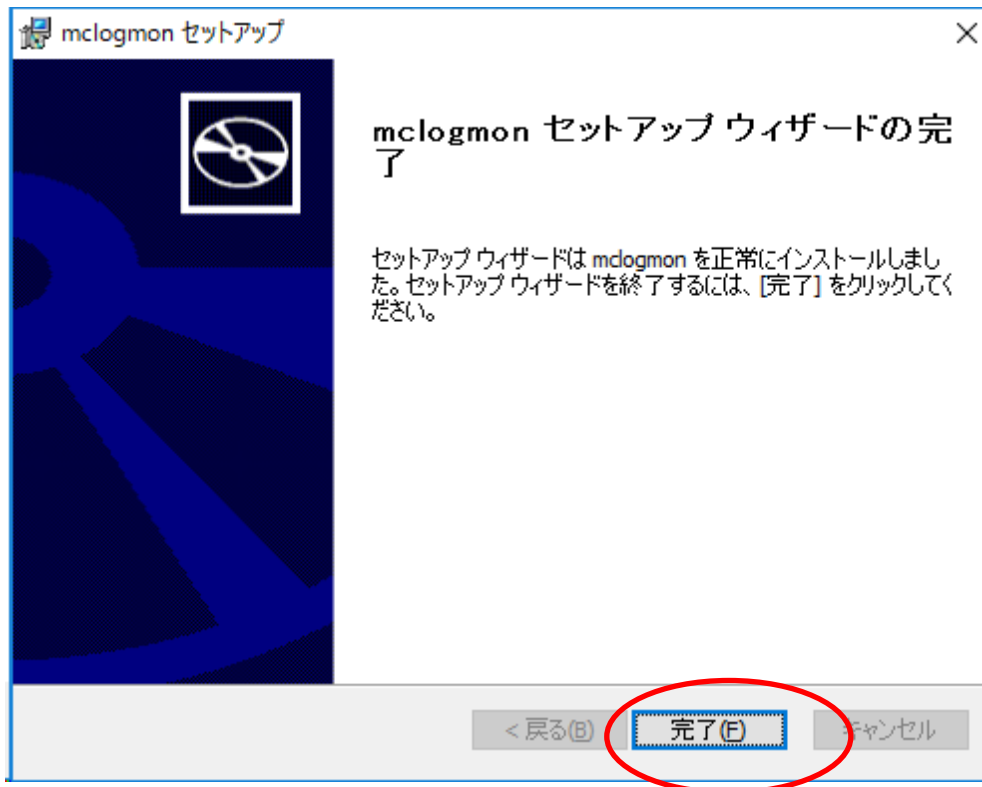 mclogmon セットアップ
mclogmon セットアップ ウィザードの完
了
セットアップ ウィザードは mclogmon を正常にインストールしまし
た。セットアップ ウィザードを終了するには、[完了] をクリックしてく
ださい。
< 戻る(B) 完了(F) キャンセル